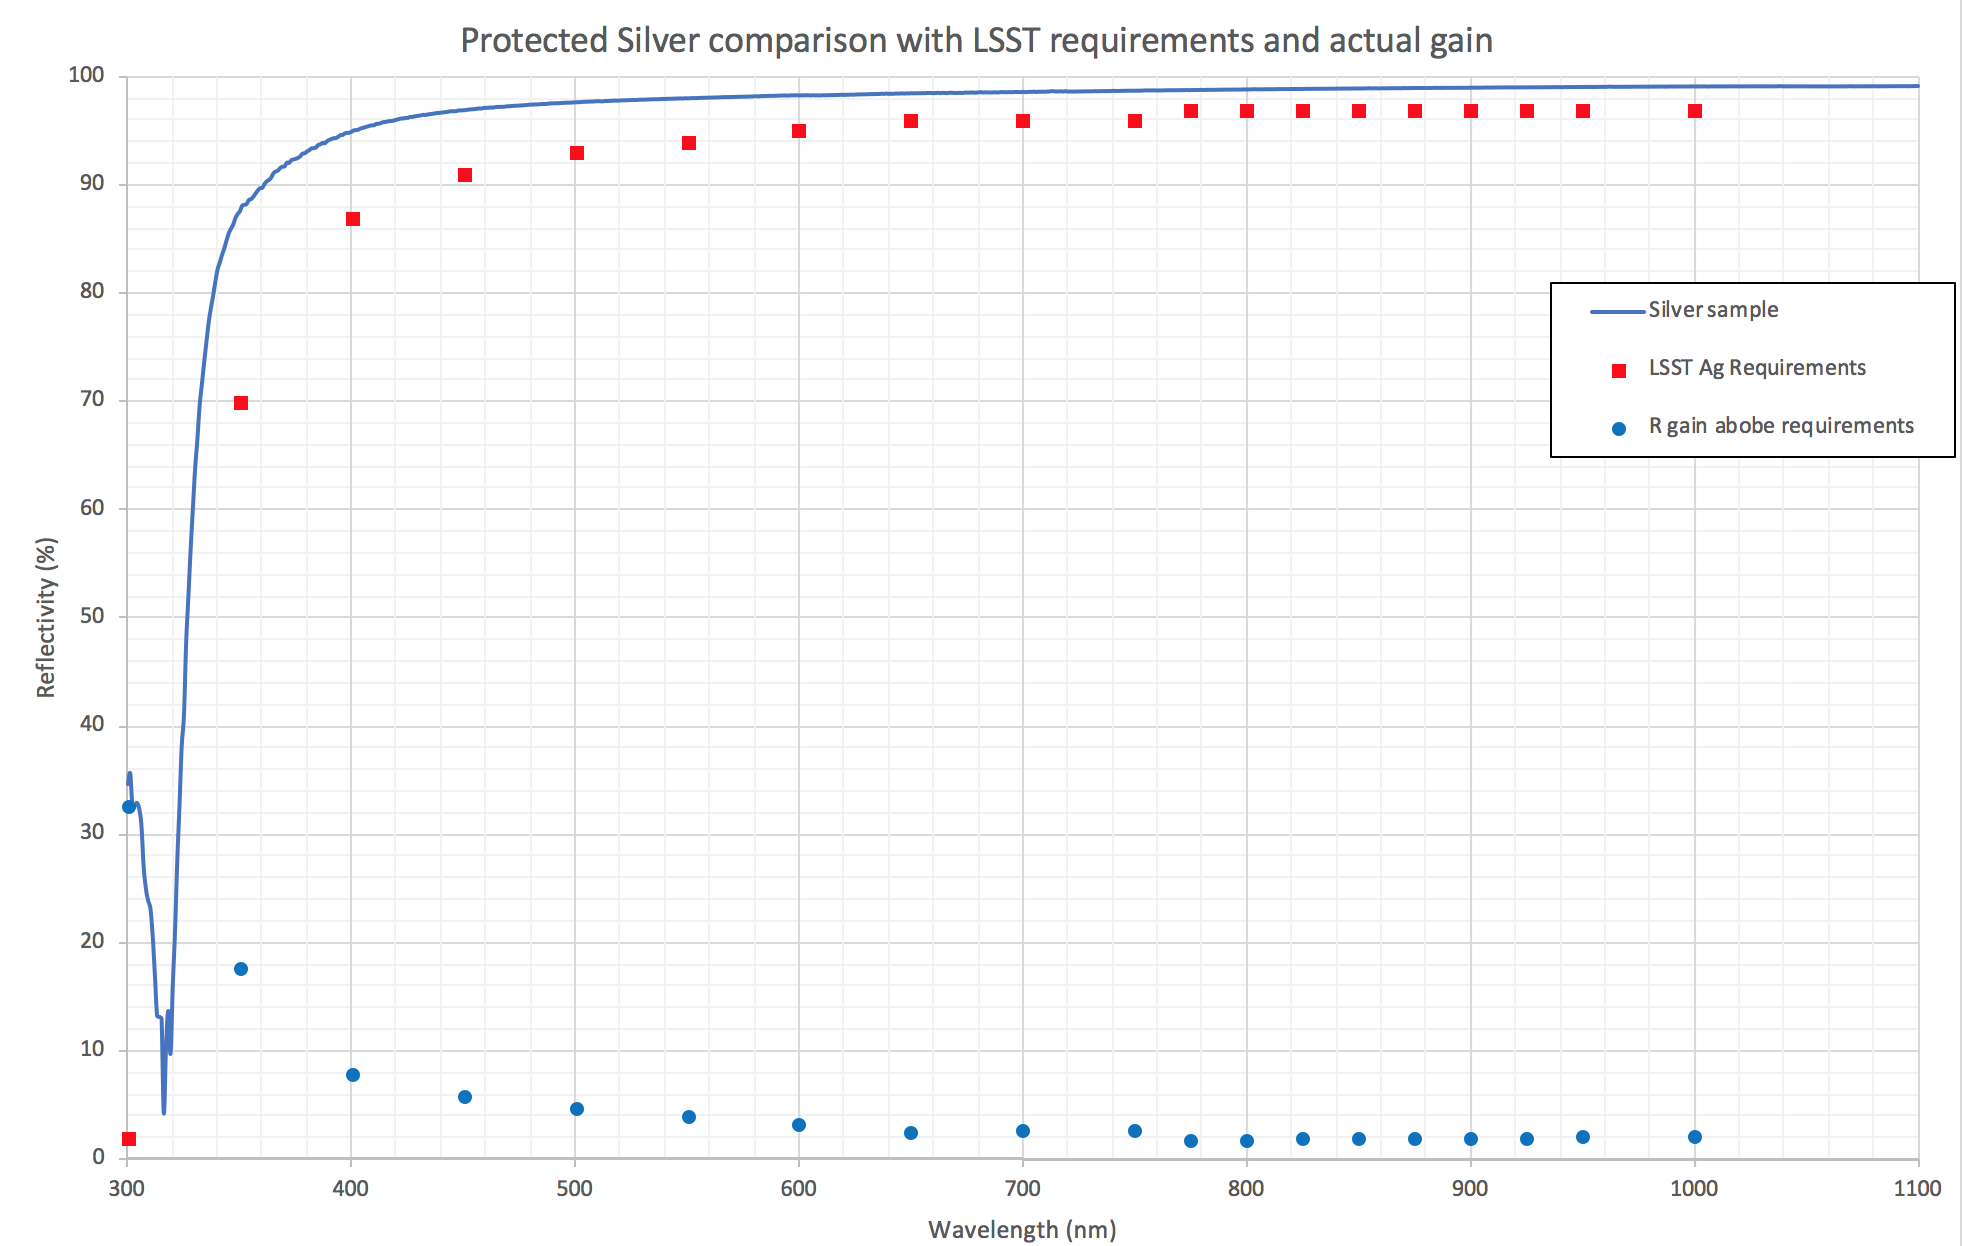 Protected Silver comparison with LSST requirements and actual gain
100
90
80
70
60
50
40
30
20
10
0
Reflectivity (%)
Silver sample
LSST Ag Requirements
R gain abobe requirements
300 400 500 600 700 800 900 1000 1100
Wavelength (nm)